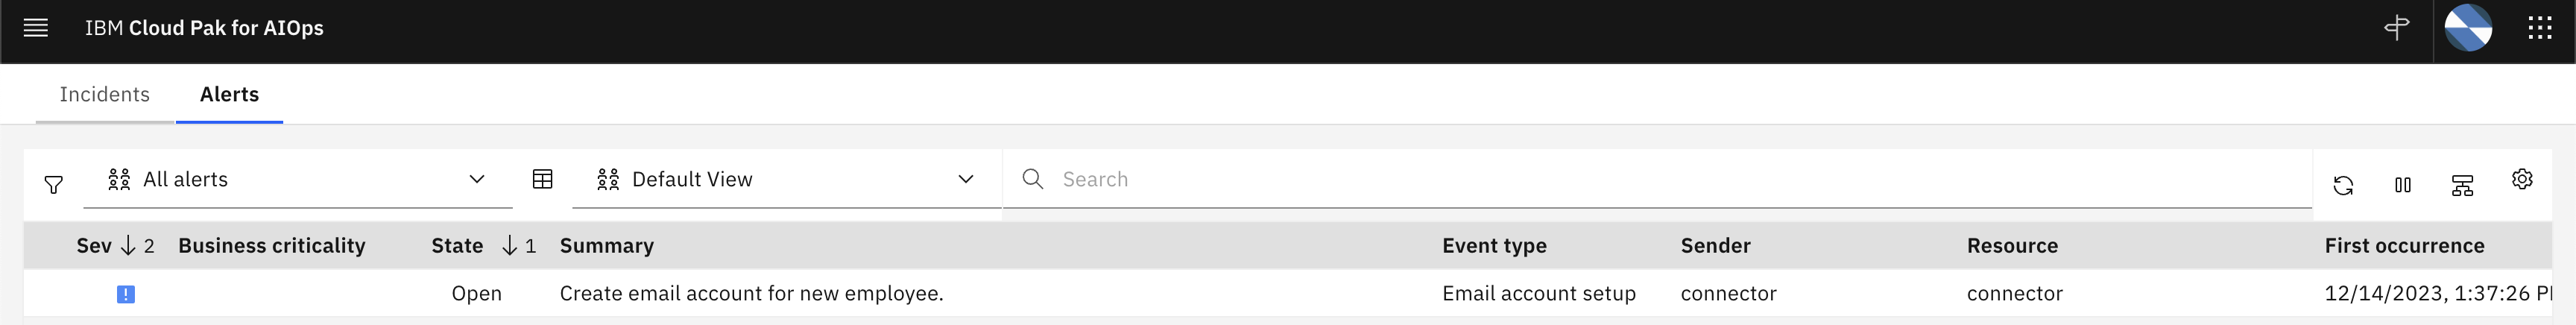 IBM Cloud Pak for AIOps
Incidents Alerts
All alerts Default View Search
Sev 2 Business criticality State 1 Summary Event type Sender Resource First occurrence
! Open Create email account for new employee. Email account setup connector connector 12/14/2023, 1:37:26 P